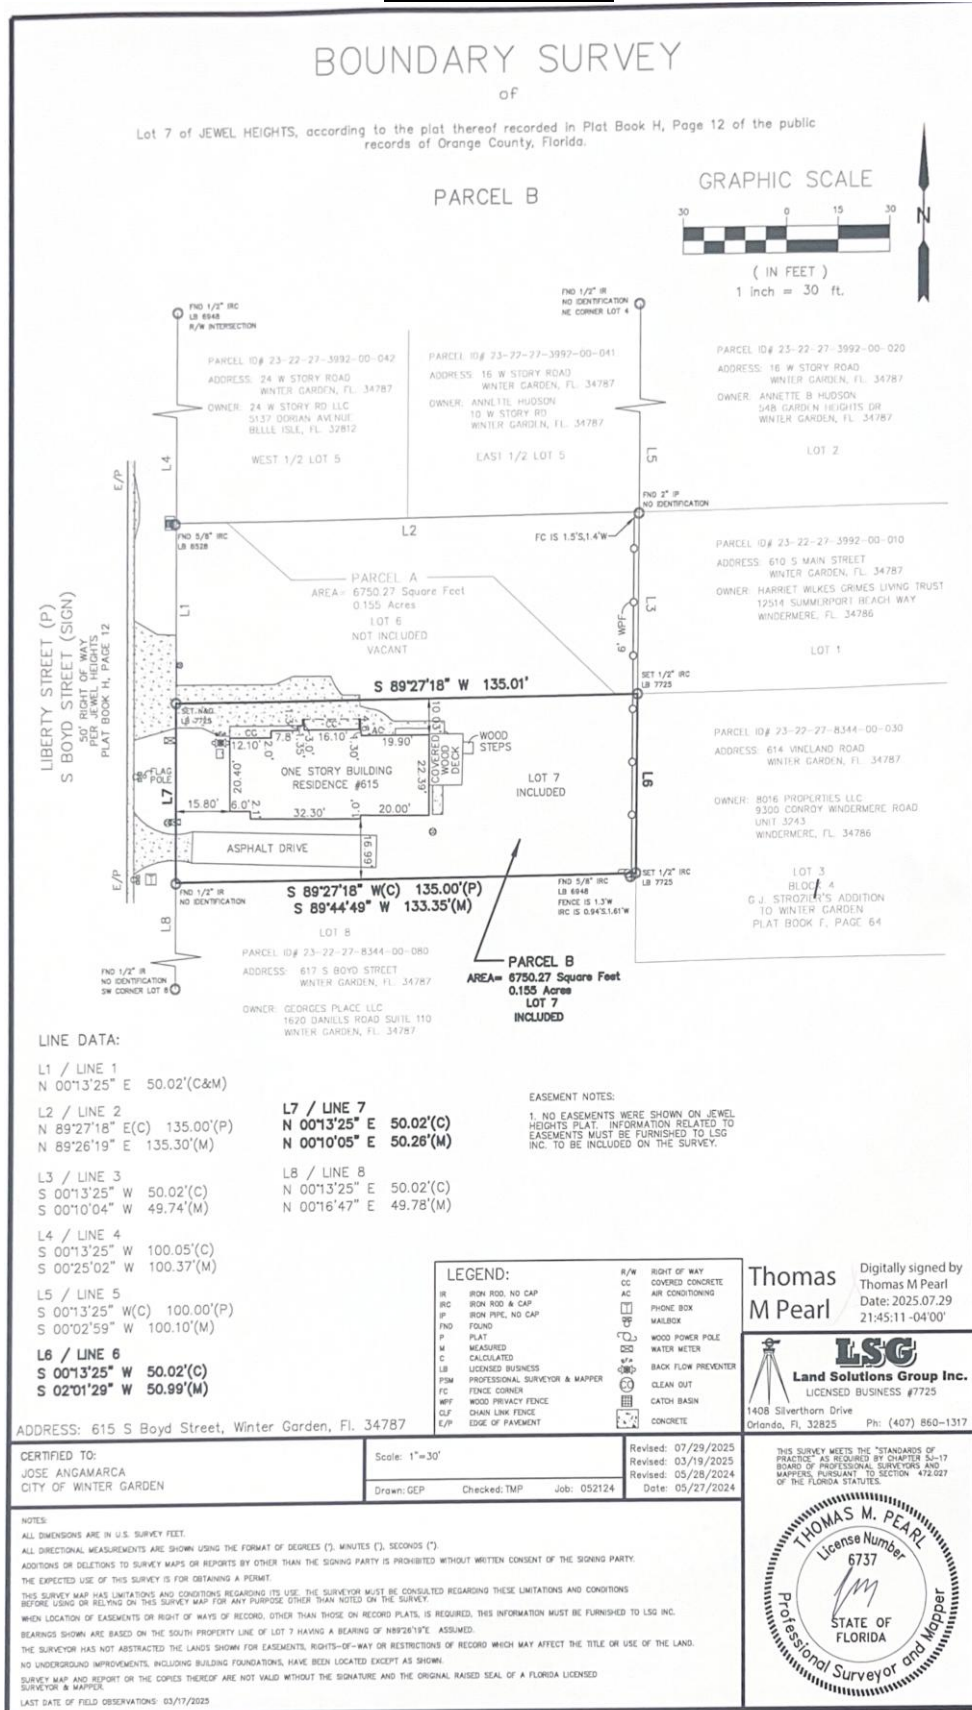 BOUNDARY SURVEY
of
Lot 7 of JEWEL HEIGHTS, according to the plat thereof recorded in Plat Book H, Page 12 of the public
records of Orange County, Florida.
PARCEL B
GRAPHIC SCALE
30 0 15 30
( IN FEET )
1 inch = 30 ft.
N
FND 1/2" IRC
LB 6948
R/W INTERSECTION
FND 1/2" IR
NO IDENTIFICATION
NE CORNER LOT 4
PARCEL ID# 23-22-27-3992-00-042
ADDRESS: 24 W STORY ROAD
WINTER GARDEN, FL. 34787
OWNER: 24 W STORY RD LLC
5137 DORIAN AVENUE
BELLE ISLE, FL. 32812
WEST 1/2 LOT 5
PARCEL ID# 23-22-27-3992-00-041
ADDRESS: 16 W STORY ROAD
WINTER GARDEN, FL. 34787
OWNER: ANNETTE HUDSON
10 W STORY RD
WINTER GARDEN, FL. 34787
EAST 1/2 LOT 5
PARCEL ID# 23-22-27-3992-00-020
ADDRESS: 16 W STORY ROAD
WINTER GARDEN, FL. 34787
OWNER: ANNETTE B HUDSON
548 GARDEN HEIGHTS DR
WINTER GARDEN, FL. 34787
LOT 2
L4
L5
E/P
FND 2" IP
NO IDENTIFICATION
FND 5/8" IRC
LB 6528
L2
FC IS 1.5'S,1.4'W
PARCEL A
AREA= 6750.27 Square Feet
0.155 Acres
LOT 6
NOT INCLUDED
VACANT
L1
L3
6' WPF
PARCEL ID# 23-22-27-3992-00-010
ADDRESS: 610 S MAIN STREET
WINTER GARDEN, FL. 34787
OWNER: HARRIET WILKES GRIMES LIVING TRUST
12514 SUMMERPORT BEACH WAY
WINDERMERE, FL. 34786
LOT 1
LIBERTY STREET (P)
S BOYD STREET (SIGN)
50' RIGHT OF WAY
PER JEWEL HEIGHTS
PLAT BOOK H, PAGE 12
S 89°27'18" W 135.01'
SET 1/2" IRC
LB 7725
SET NAIL
LB 7725
CG
CC
AC
12.10'
7.8'
2.0'
1.35'
3.0'
16.10'
1.30'
19.90'
10.03'
WOOD
STEPS
COVERED
WOOD
DECK
ONE STORY BUILDING
RESIDENCE #615
20.40'
22.39'
LOT 7
INCLUDED
FLAG
POLE
L7
15.80'
6.0'
2.1'
32.30'
1.0'
20.00'
16.99'
ASPHALT DRIVE
L6
PARCEL ID# 23-22-27-8344-00-030
ADDRESS: 614 VINELAND ROAD
WINTER GARDEN, FL. 34787
OWNER: 8016 PROPERTIES LLC
9300 CONROY WINDERMERE ROAD
UNIT 3243
WINDERMERE, FL. 34786
E/P
FND 1/2" IR
NO IDENTIFICATION
S 89°27'18" W(C) 135.00'(P)
S 89°44'49" W 133.35'(M)
FND 5/8" IRC
LB 6948
FENCE IS 1.3'W
IRC IS 0.94'S,1.61'W
SET 1/2" IRC
LB 7725
LOT 3
BLOCK 4
G.J. STROZIER'S ADDITION
TO WINTER GARDEN
PLAT BOOK F, PAGE 64
L8
LOT 8
PARCEL ID# 23-22-27-8344-00-080
ADDRESS: 617 S BOYD STREET
WINTER GARDEN, FL. 34787
OWNER: GEORGES PLACE LLC
1620 DANIELS ROAD SUITE 110
WINTER GARDEN, FL. 34787
FND 1/2" IR
NO IDENTIFICATION
SW CORNER LOT 8
PARCEL B
AREA= 6750.27 Square Feet
0.155 Acres
LOT 7
INCLUDED
LINE DATA:
L1 / LINE 1
N 00°13'25" E 50.02'(C&M)
L2 / LINE 2
N 89°27'18" E(C) 135.00'(P)
N 89°26'19" E 135.30'(M)
L3 / LINE 3
S 00°13'25" W 50.02'(C)
S 00°10'04" W 49.74'(M)
L4 / LINE 4
S 00°13'25" W 100.05'(C)
S 00°25'02" W 100.37'(M)
L5 / LINE 5
S 00°13'25" W(C) 100.00'(P)
S 00°02'59" W 100.10'(M)
L6 / LINE 6
S 00°13'25" W 50.02'(C)
S 02°01'29" W 50.99'(M)
L7 / LINE 7
N 00°13'25" E 50.02'(C)
N 00°10'05" E 50.26'(M)
L8 / LINE 8
N 00°13'25" E 50.02'(C)
N 00°16'47" E 49.78'(M)
EASEMENT NOTES:
1. NO EASEMENTS WERE SHOWN ON JEWEL
HEIGHTS PLAT. INFORMATION RELATED TO
EASEMENTS MUST BE FURNISHED TO LSG
INC. TO BE INCLUDED ON THE SURVEY.
ADDRESS: 615 S Boyd Street, Winter Garden, Fl. 34787
LEGEND:
IR IRON ROD, NO CAP
IRC IRON ROD & CAP
IP IRON PIPE, NO CAP
FND FOUND
P PLAT
M MEASURED
C CALCULATED
LB LICENSED BUSINESS
PSM PROFESSIONAL SURVEYOR & MAPPER
FC FENCE CORNER
WPF WOOD PRIVACY FENCE
CLF CHAIN LINK FENCE
E/P EDGE OF PAVEMENT
R/W RIGHT OF WAY
CC COVERED CONCRETE
AC AIR CONDITIONING
T PHONE BOX
MAILBOX
WOOD POWER POLE
WATER METER
BFP BACK FLOW PREVENTER
CO CLEAN OUT
CATCH BASIN
CONCRETE
Thomas
M Pearl
Digitally signed by
Thomas M Pearl
Date: 2025.07.29
21:45:11 -04'00'
LSG
Land Solutions Group Inc.
LICENSED BUSINESS #7725
1408 Silverthorn Drive
Orlando, Fl, 32825 Ph: (407) 860-1317
CERTIFIED TO:
JOSE ANGAMARCA
CITY OF WINTER GARDEN
Scale: 1"=30'
Drawn: GEP Checked: TMP Job: 052124
Revised: 07/29/2025
Revised: 03/19/2025
Revised: 05/28/2024
Date: 05/27/2024
THIS SURVEY MEETS THE "STANDARDS OF
PRACTICE" AS REQUIRED BY CHAPTER 5J-17
BOARD OF PROFESSIONAL SURVEYORS AND
MAPPERS, PURSUANT TO SECTION 472.027
OF THE FLORIDA STATUTES.
THOMAS M. PEARL
License Number
6737
STATE OF
FLORIDA
Professional Surveyor and Mapper
NOTES:
ALL DIMENSIONS ARE IN U.S. SURVEY FEET.
ALL DIRECTIONAL MEASUREMENTS ARE SHOWN USING THE FORMAT OF DEGREES (°), MINUTES ('), SECONDS (").
ADDITIONS OR DELETIONS TO SURVEY MAPS OR REPORTS BY OTHER THAN THE SIGNING PARTY IS PROHIBITED WITHOUT WRITTEN CONSENT OF THE SIGNING PARTY.
THE EXPECTED USE OF THIS SURVEY IS FOR OBTAINING A PERMIT.
THIS SURVEY MAP HAS LIMITATIONS AND CONDITIONS REGARDING ITS USE. THE SURVEYOR MUST BE CONSULTED REGARDING THESE LIMITATIONS AND CONDITIONS
BEFORE USING OR RELYING ON THIS SURVEY MAP FOR ANY PURPOSE OTHER THAN NOTED ON THE SURVEY.
WHEN LOCATION OF EASEMENTS OR RIGHT OF WAYS OF RECORD, OTHER THAN THOSE ON RECORD PLATS, IS REQUIRED, THIS INFORMATION MUST BE FURNISHED TO LSG INC.
BEARINGS SHOWN ARE BASED ON THE SOUTH PROPERTY LINE OF LOT 7 HAVING A BEARING OF N89°26'19"E ASSUMED.
THE SURVEYOR HAS NOT ABSTRACTED THE LANDS SHOWN FOR EASEMENTS, RIGHTS-OF-WAY OR RESTRICTIONS OF RECORD WHICH MAY AFFECT THE TITLE OR USE OF THE LAND.
NO UNDERGROUND IMPROVEMENTS, INCLUDING BUILDING FOUNDATIONS, HAVE BEEN LOCATED EXCEPT AS SHOWN.
SURVEY MAP AND REPORT OR THE COPIES THEREOF ARE NOT VALID WITHOUT THE SIGNATURE AND THE ORIGINAL RAISED SEAL OF A FLORIDA LICENSED
SURVEYOR & MAPPER.
LAST DATE OF FIELD OBSERVATIONS: 03/17/2025